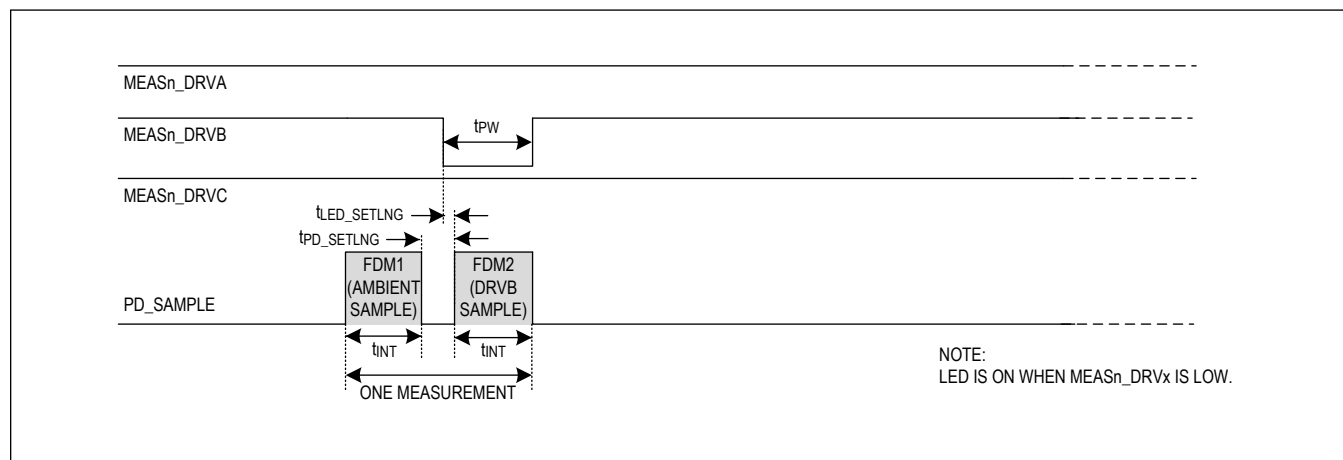 MEASn_DRVA
MEASn_DRVB
tPW
MEASn_DRVC
tLED_SETLNG
tPD_SETLNG
FDM1
(AMBIENT
SAMPLE)
FDM2
(DRVB
SAMPLE)
PD_SAMPLE
tINT
tINT
ONE MEASUREMENT
NOTE:
LED IS ON WHEN MEASn_DRVx IS LOW.